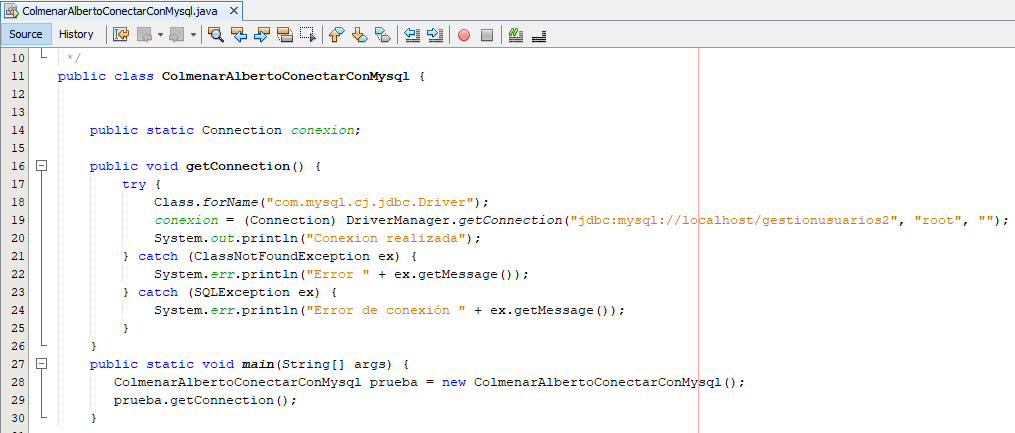 ColmenarAlbertoConectarConMysql.java
Source History
10 */
11 public class ColmenarAlbertoConectarConMysql {
12
13
14 public static Connection conexion;
15
16 public void getConnection() {
17 try {
18 Class.forName("com.mysql.cj.jdbc.Driver");
19 conexion = (Connection) DriverManager.getConnection("jdbc:mysql://localhost/gestionusuarios2", "root", "");
20 System.out.println("Conexion realizada");
21 } catch (ClassNotFoundException ex) {
22 System.err.println("Error " + ex.getMessage());
23 } catch (SQLException ex) {
24 System.err.println("Error de conexión " + ex.getMessage());
25 }
26 }
27 public static void main(String[] args) {
28 ColmenarAlbertoConectarConMysql prueba = new ColmenarAlbertoConectarConMysql();
29 prueba.getConnection();
30 }